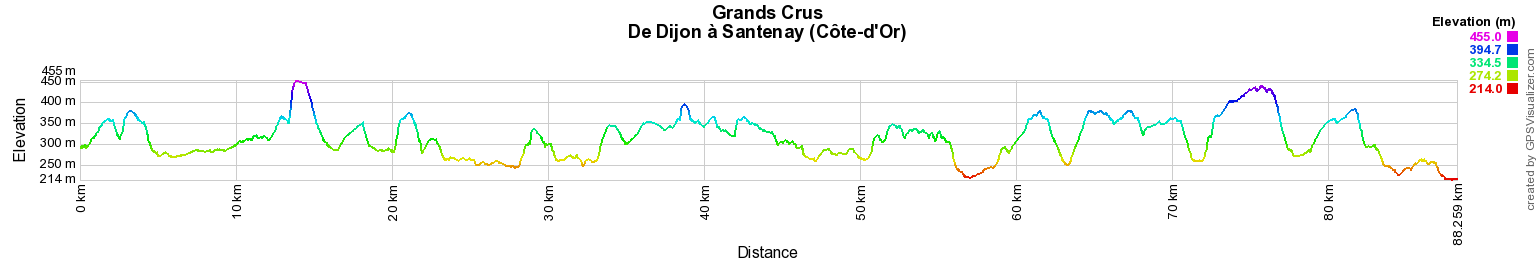 Grands Crus
De Dijon à Santenay (Côte-d'Or)
Elevation (m)
455.0
394.7
334.5
274.2
214.0
455 m
450 m
400 m
350 m
300 m
250 m
214 m
Elevation
0 km
10 km
20 km
30 km
40 km
50 km
60 km
70 km
80 km
88.259 km
Distance
created by GPSVisualizer.com